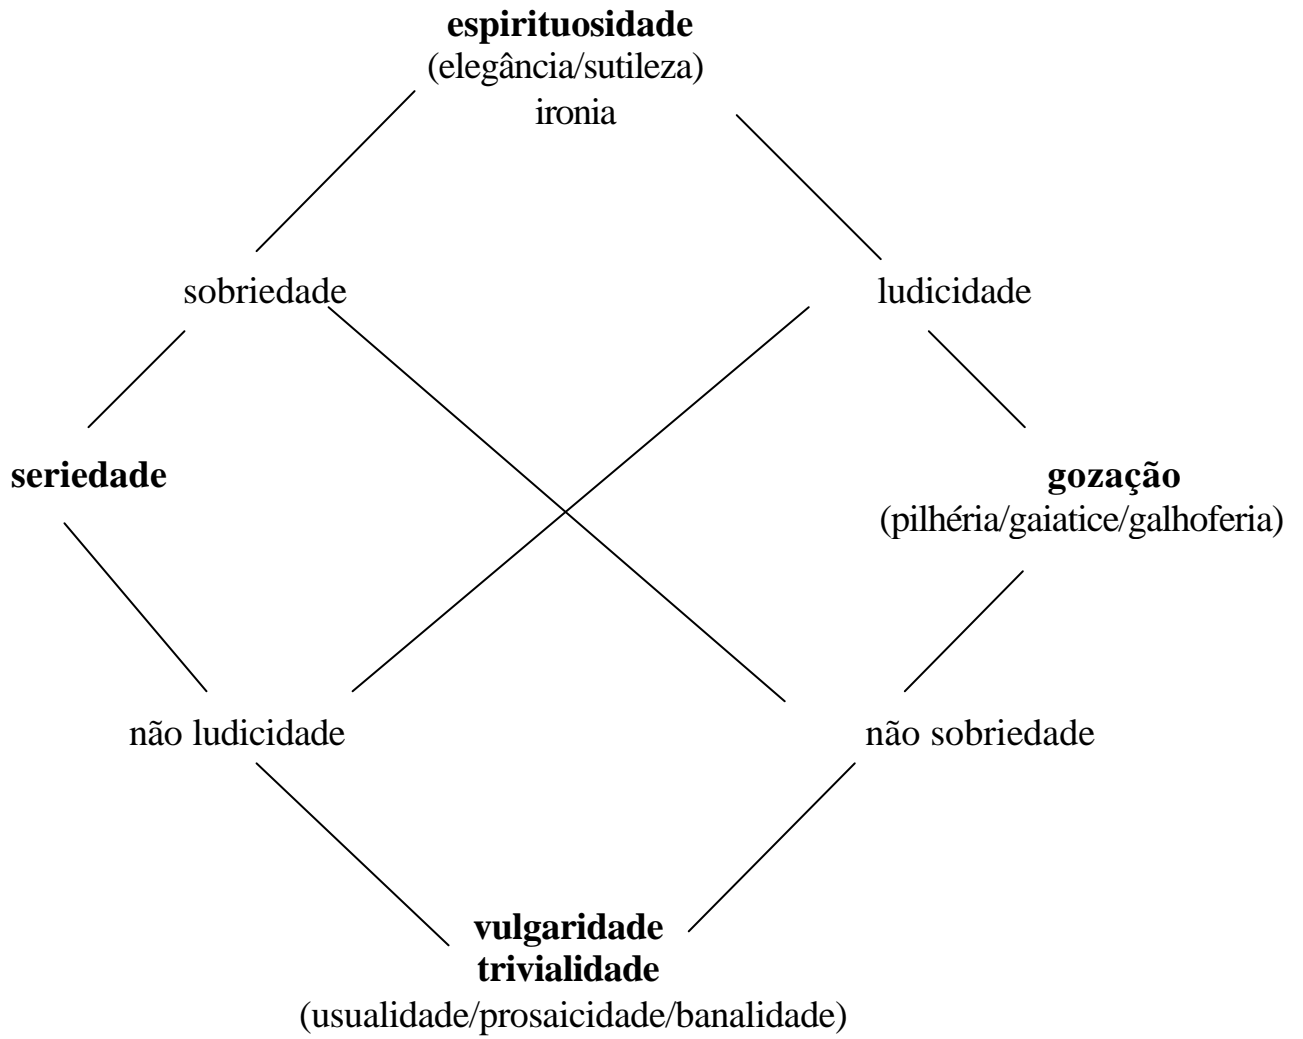 espirituosidade
(elegância/sutileza)
ironia
sobriedade
ludicidade
seriedade
gozação
(pilhéria/gaiatice/galhoferia)
não ludicidade
não sobriedade
vulgaridade
trivialidade
(usualidade/prosaicidade/banalidade)